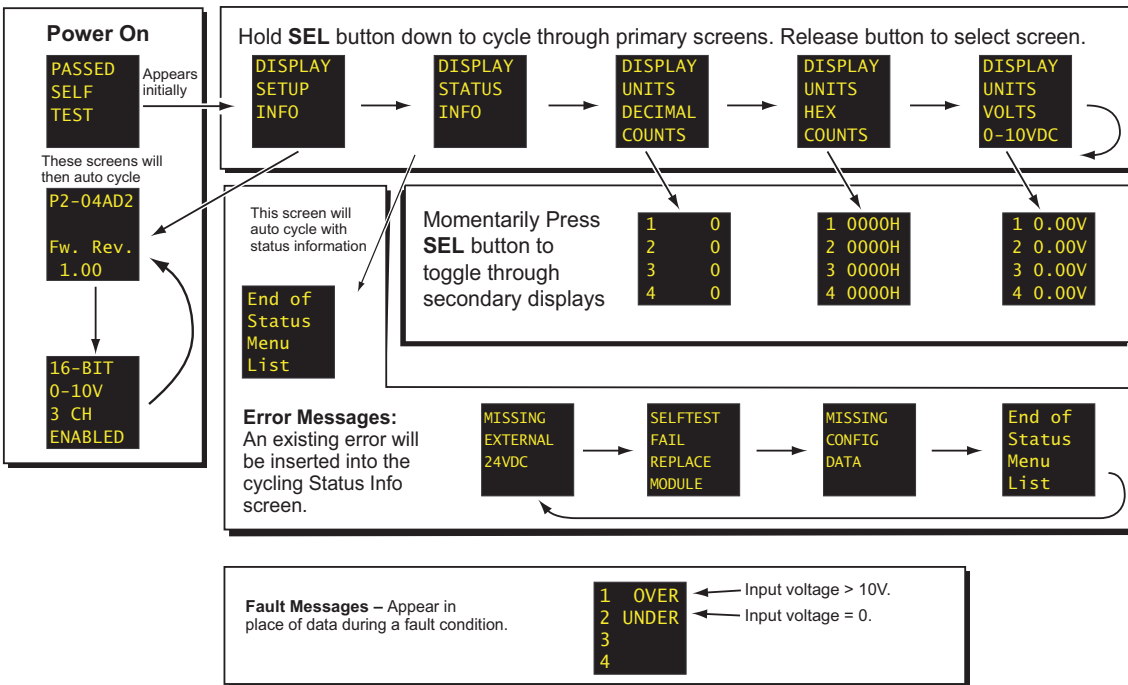 Power On
PASSED
SELF
TEST
Appears
initially
These screens will
then auto cycle
P2-04AD2
Fw. Rev.
1.00
16-BIT
0-10V
3 CH
ENABLED
Hold SEL button down to cycle through primary screens. Release button to select screen.
DISPLAY
SETUP
INFO
DISPLAY
STATUS
INFO
DISPLAY
UNITS
DECIMAL
COUNTS
DISPLAY
UNITS
HEX
COUNTS
DISPLAY
UNITS
VOLTS
0-10VDC
This screen will
auto cycle with
status information
End of
Status
Menu
List
Momentarily Press
SEL button to
toggle through
secondary displays
1 0
2 0
3 0
4 0
1 0000H
2 0000H
3 0000H
4 0000H
1 0.00V
2 0.00V
3 0.00V
4 0.00V
Error Messages:
An existing error will
be inserted into the
cycling Status Info
screen.
MISSING
EXTERNAL
24VDC
SELFTEST
FAIL
REPLACE
MODULE
MISSING
CONFIG
DATA
End of
Status
Menu
List
Fault Messages – Appear in
place of data during a fault condition.
1 OVER
2 UNDER
3
4
Input voltage > 10V.
Input voltage = 0.